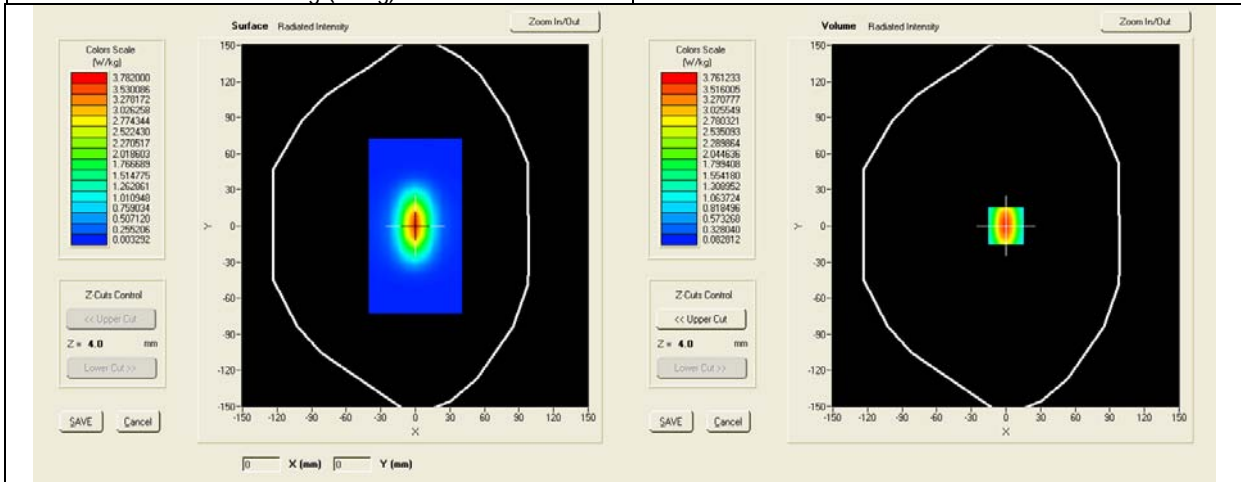 Surface Radiated Intensity
Zoom In/Out
Colors Scale
(W/kg)
3.782000
3.530086
3.278172
3.026258
2.774344
2.522430
2.270517
2.018603
1.766689
1.514775
1.262861
1.010948
0.759034
0.507120
0.255206
0.003292
Z-Cuts Control
<< Upper Cut
Z = 4.0 mm
Lower Cut >>
SAVE Cancel
150
120
90
60
30
0
-30
-60
-90
-120
-150
Y
-150 -120 -90 -60 -30 0 30 60 90 120 150
X
0 X (mm) 0 Y (mm)
Volume Radiated Intensity
Zoom In/Out
Colors Scale
(W/kg)
3.761233
3.516005
3.270777
3.025549
2.780321
2.535093
2.289864
2.044636
1.799408
1.554180
1.308952
1.063724
0.818496
0.573268
0.328040
0.082812
Z-Cuts Control
<< Upper Cut
Z = 4.0 mm
Lower Cut >>
SAVE Cancel
150
120
90
60
30
0
-30
-60
-90
-120
-150
Y
-150 -120 -90 -60 -30 0 30 60 90 120 150
X